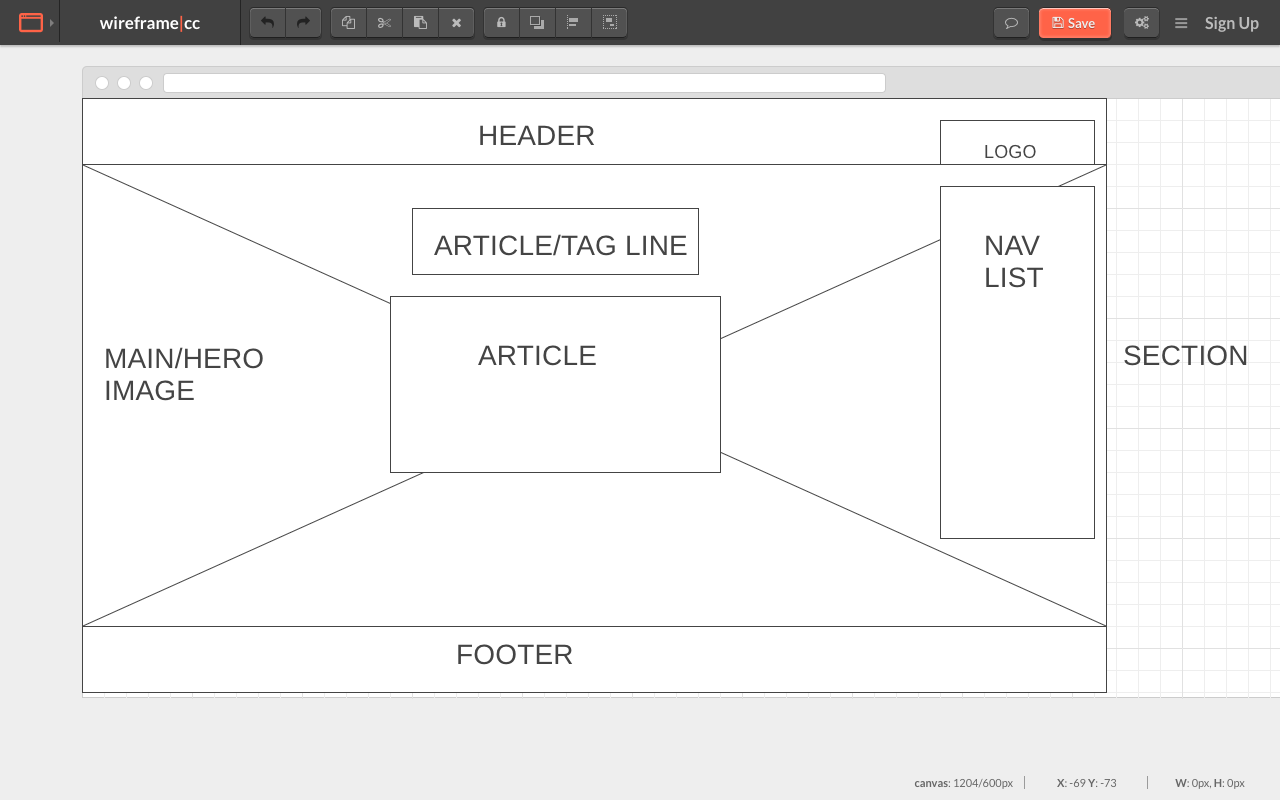 wireframe|cc
Save
Sign Up
HEADER
LOGO
ARTICLE/TAG LINE
NAV
LIST
MAIN/HERO
IMAGE
ARTICLE
SECTION
FOOTER
canvas: 1204/600px
X: -69 Y: -73
W: 0px, H: 0px